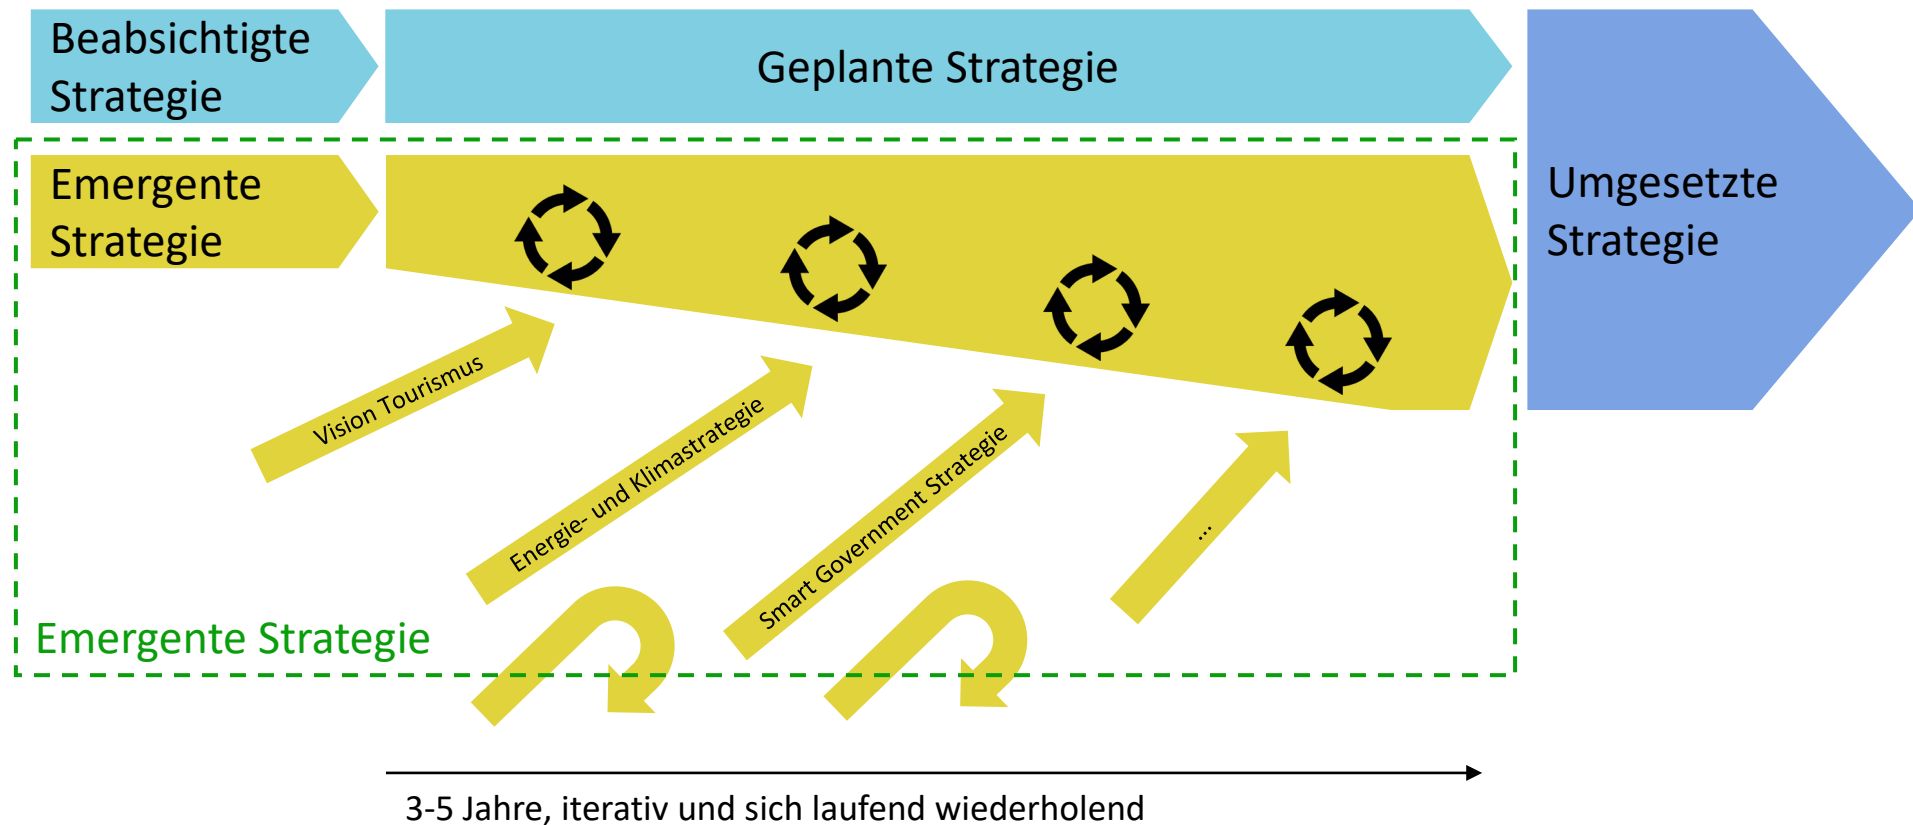 Beabsichtigte
Strategie
Geplante Strategie
Emergente
Strategie
Umgesetzte
Strategie
Vision Tourismus
Energie- und Klimastrategie
Smart Government Strategie
...
Emergente Strategie
3-5 Jahre, iterativ und sich laufend wiederholend